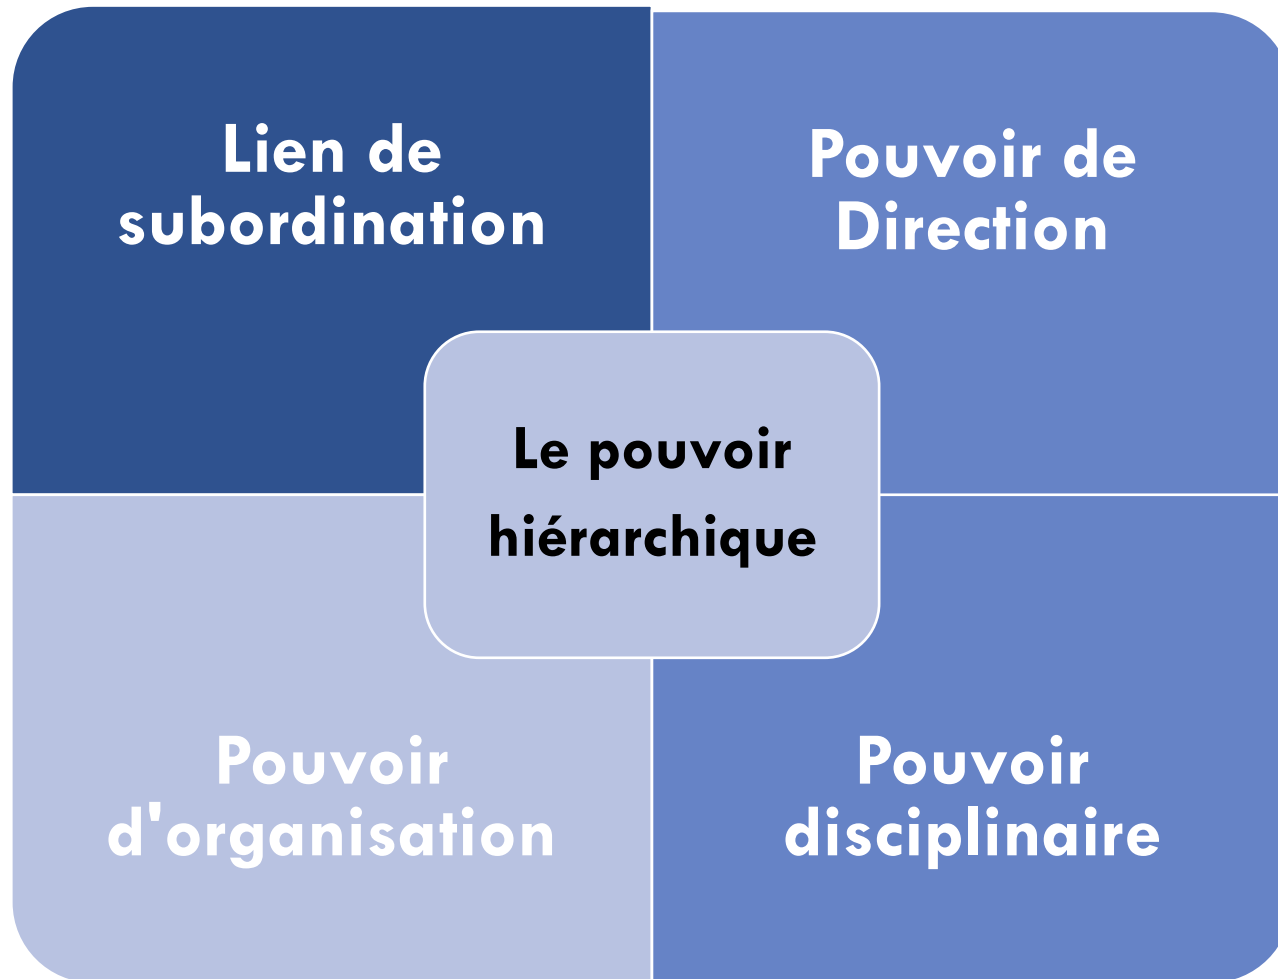 Lien de
subordination
Pouvoir de
Direction
Le pouvoir
hiérarchique
Pouvoir
d'organisation
Pouvoir
disciplinaire